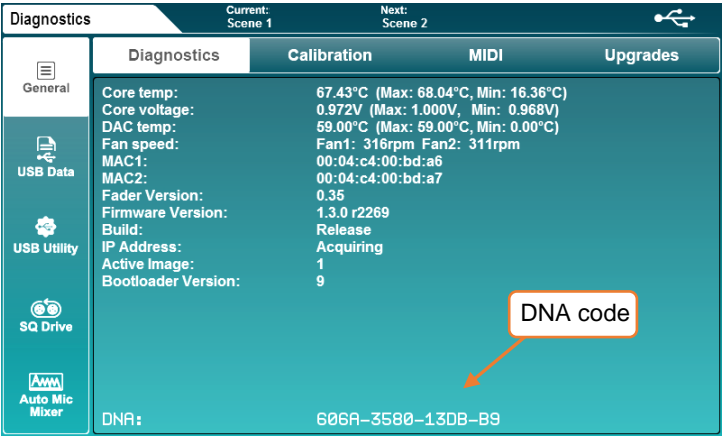 Diagnostics
Current:
Scene 1
Next:
Scene 2
General
USB Data
USB Utility
SQ Drive
Auto Mic
Mixer
Diagnostics Calibration MIDI Upgrades
Core temp: 67.43°C (Max: 68.04°C, Min: 16.36°C)
Core voltage: 0.972V (Max: 1.000V, Min: 0.968V)
DAC temp: 59.00°C (Max: 59.00°C, Min: 0.00°C)
Fan speed: Fan1: 316rpm Fan2: 311rpm
MAC1: 00:04:c4:00:bd:a6
MAC2: 00:04:c4:00:bd:a7
Fader Version: 0.35
Firmware Version: 1.3.0 r2269
Build: Release
IP Address: Acquiring
Active Image: 1
Bootloader Version: 9
DNA code
DNA: 606A-3580-13DB-B9